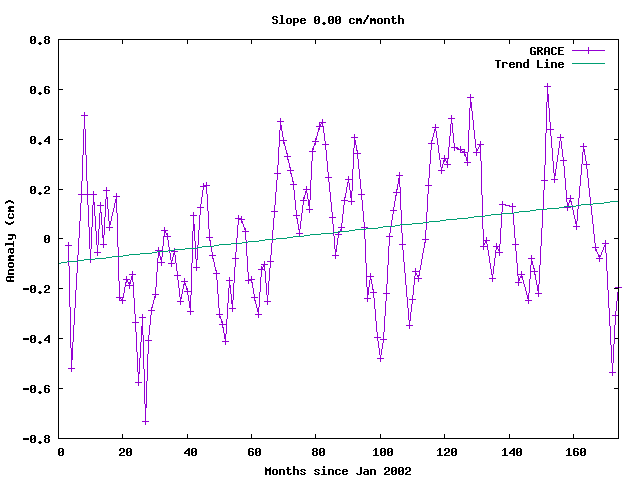 Slope 0.00 cm/month
0.8
GRACE
Trend Line
0.6
0.4
0.2
0
-0.2
-0.4
-0.6
-0.8
Anomaly (cm)
0 20 40 60 80 100 120 140 160
Months since Jan 2002